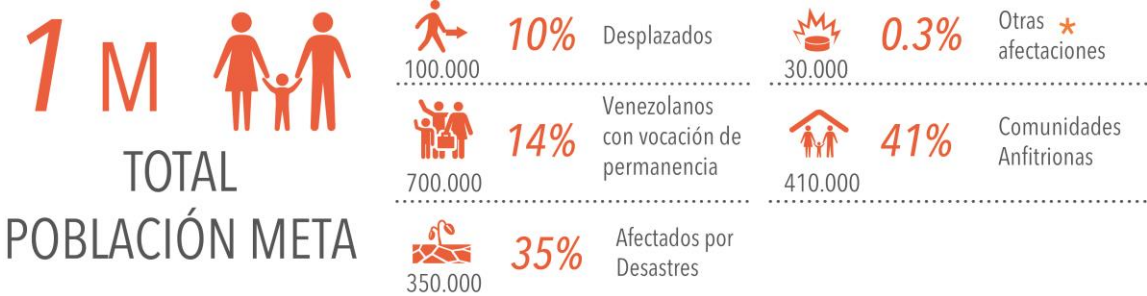 1 M
TOTAL
POBLACIÓN META
10% Desplazados
100.000
14% Venezolanos
con vocación de
permanencia
700.000
35% Afectados por
Desastres
350.000
0.3% Otras *
afectaciones
30.000
41% Comunidades
Anfitrionas
410.000